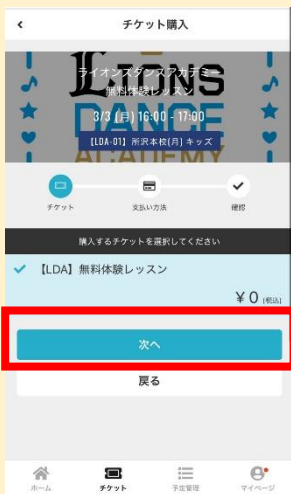 チケット購入
LIONS
ライオンズダンスアカデミー
無料体験レッスン
DANCE
3/3 (月) 16:00 - 17:00
【LDA-01】所沢本校(月) キッズ
ACADEMY
チケット
支払い方法
確認
購入するチケットを選択してください
【LDA】無料体験レッスン
¥ 0 (税込)
次へ
戻る
ホーム
チケット
予定管理
マイページ